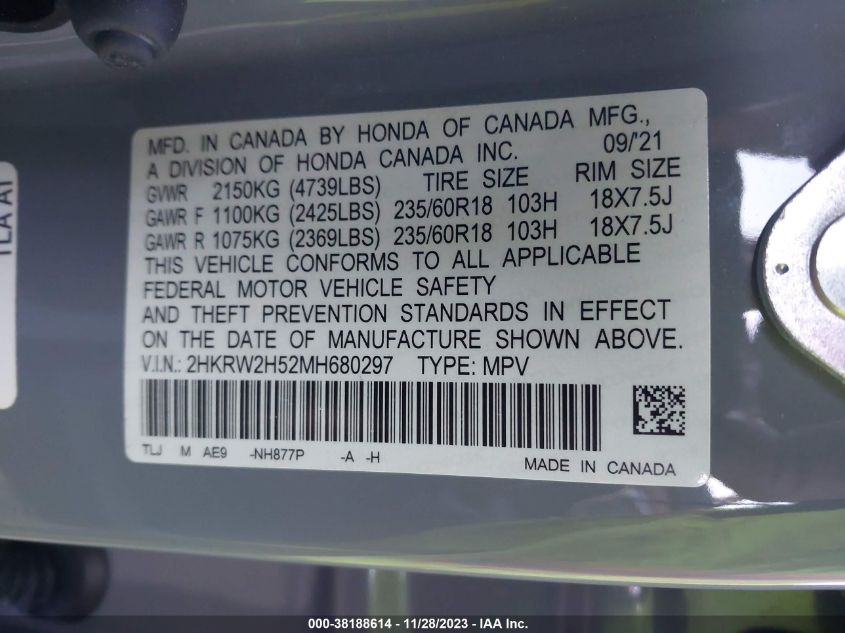 MFD. IN CANADA BY HONDA OF CANADA MFG.,
A DIVISION OF HONDA CANADA INC. 09/'21
GVWR 2150KG (4739LBS) TIRE SIZE RIM SIZE
GAWR F 1100KG (2425LBS) 235/60R18 103H 18X7.5J
GAWR R 1075KG (2369LBS) 235/60R18 103H 18X7.5J
THIS VEHICLE CONFORMS TO ALL APPLICABLE
FEDERAL MOTOR VEHICLE SAFETY
AND THEFT PREVENTION STANDARDS IN EFFECT
ON THE DATE OF MANUFACTURE SHOWN ABOVE.
V.I.N.: 2HKRW2H52MH680297 TYPE: MPV
TLJ M AE9 -NH877P -A -H
MADE IN CANADA
TLA A1
000-38188614 - 11/28/2023 - IAA Inc.